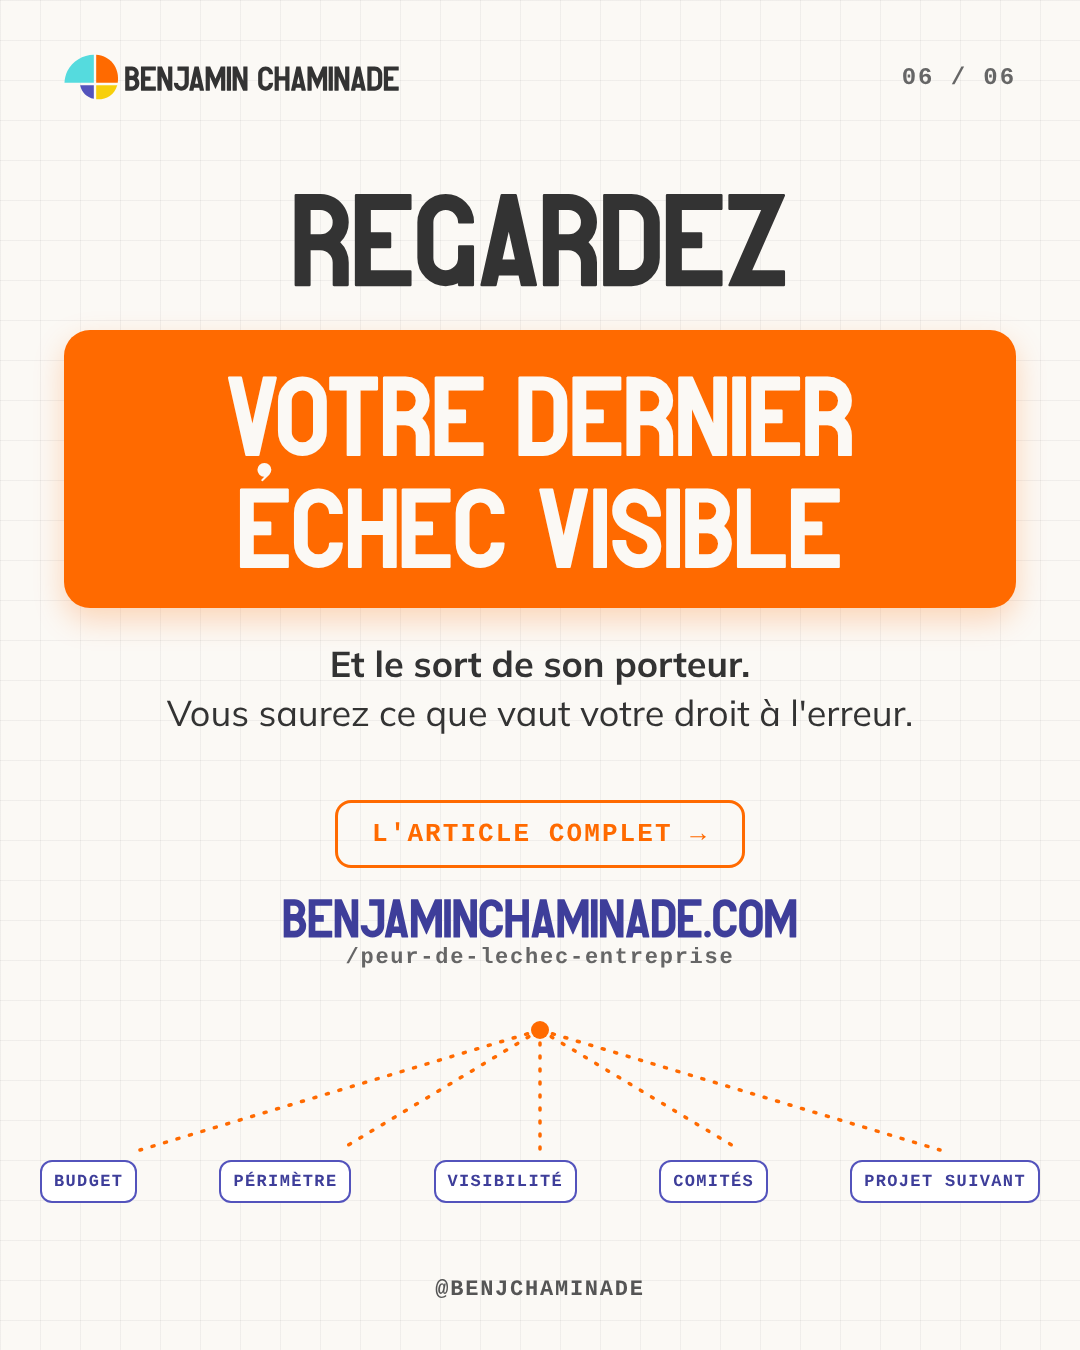 BENJAMIN CHAMINADE
06 / 06
REGARDEZ
VOTRE DERNIER
ÉCHEC VISIBLE
Et le sort de son porteur.
Vous saurez ce que vaut votre droit à l'erreur.
L'ARTICLE COMPLET →
BENJAMINCHAMINADE.COM
/peur-de-lechec-entreprise
BUDGET
PÉRIMÈTRE
VISIBILITÉ
COMITÉS
PROJET SUIVANT
@BENJCHAMINADE